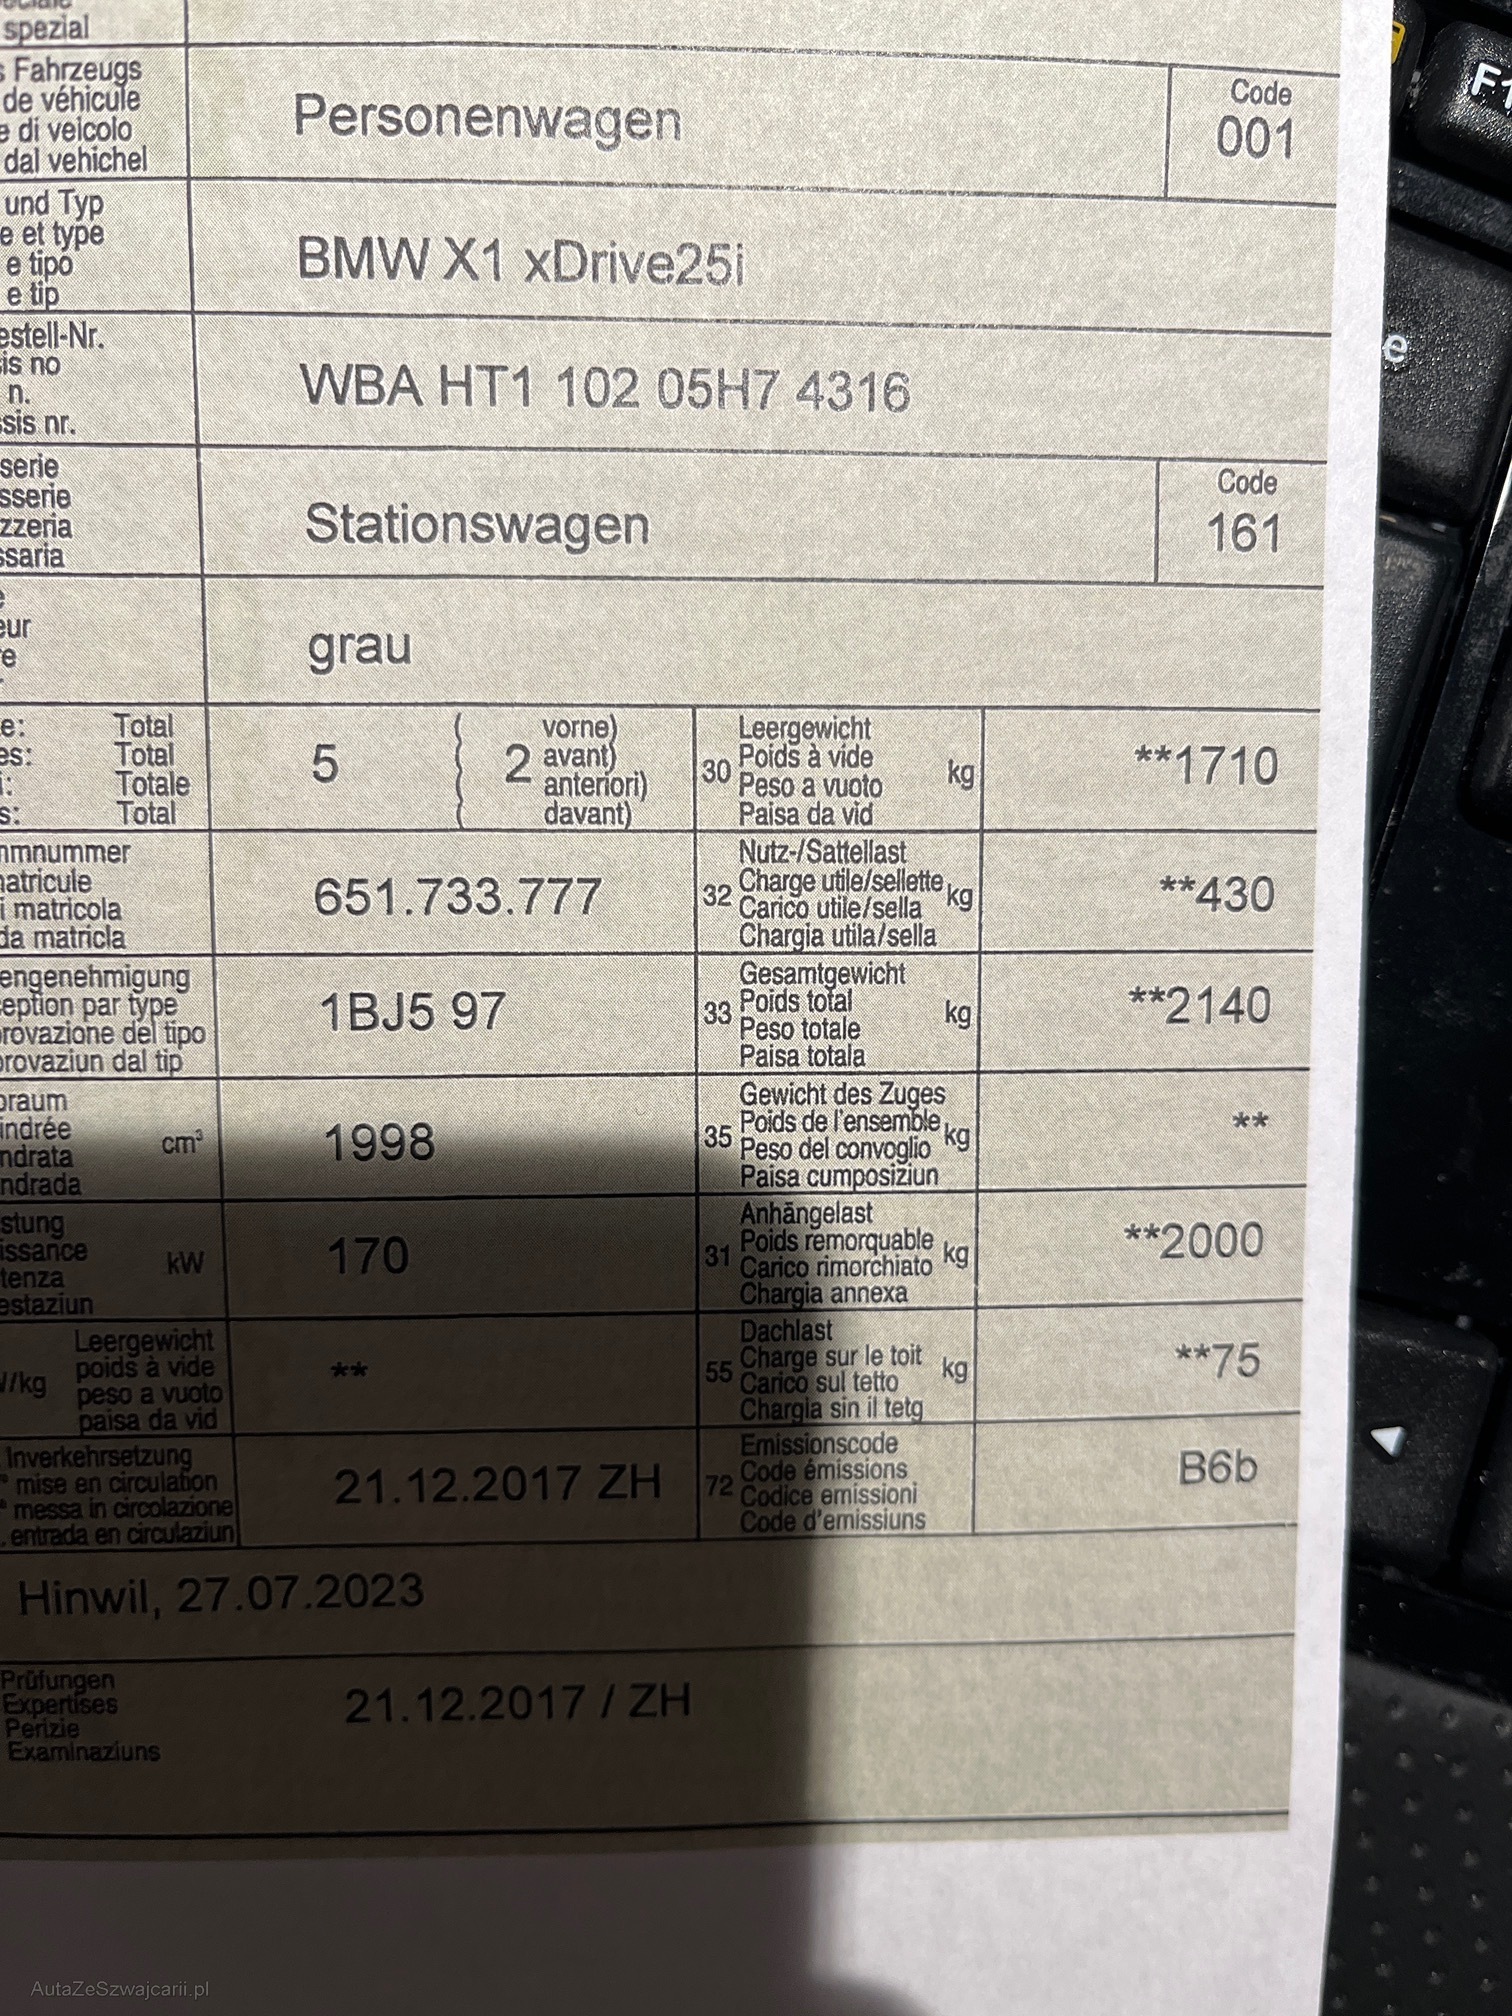 spezial
s Fahrzeugs
de véhicule
e di veicolo
dal vehichel
Personenwagen
Code
001
und Typ
e et type
e tipo
e tip
BMW X1 xDrive25i
estell-Nr.
sis no
n.
ssis nr.
WBA HT1 102 05H7 4316
serie
sserie
zzeria
ssaria
Stationswagen
Code
161
e
eur
re
grau
e: Total
es: Total
i: Totale
s: Total
5 ( 2 vorne)
avant)
anteriori)
davant)
30 Leergewicht
Poids à vide
Peso a vuoto
Paisa da vid
kg
**1710
mmnummer
matricule
i matricola
da matricla
651.733.777
32 Nutz-/Sattellast
Charge utile/sellette
Carico utile/sella
Chargia utila/sella
kg
**430
engenehmigung
eption par type
provazione del tipo
provaziun dal tip
1BJ5 97
33 Gesamtgewicht
Poids total
Peso totale
Paisa totala
kg
**2140
braum
indrée
ndrata
ndrada
cm³
1998
35 Gewicht des Zuges
Poids de l'ensemble
Peso del convoglio
Paisa cumposiziun
kg
**
stung
issance
tenza
estaziun
kW
170
31 Anhängelast
Poids remorquable
Carico rimorchiato
Chargia annexa
kg
**2000
/kg
Leergewicht
poids à vide
peso a vuoto
paisa da vid
**
55 Dachlast
Charge sur le toit
Carico sul tetto
Chargia sin il tetg
kg
**75
Inverkehrsetzung
mise en circulation
messa in circolazione
. entrada en circulaziun
21.12.2017 ZH
72 Emissionscode
Code émissions
Codice emissioni
Code d'emissiuns
B6b
Hinwil, 27.07.2023
Prüfungen
Expertises
Perizie
Examinaziuns
21.12.2017 / ZH
F1
e
AutaZeSzwajcarii.pl